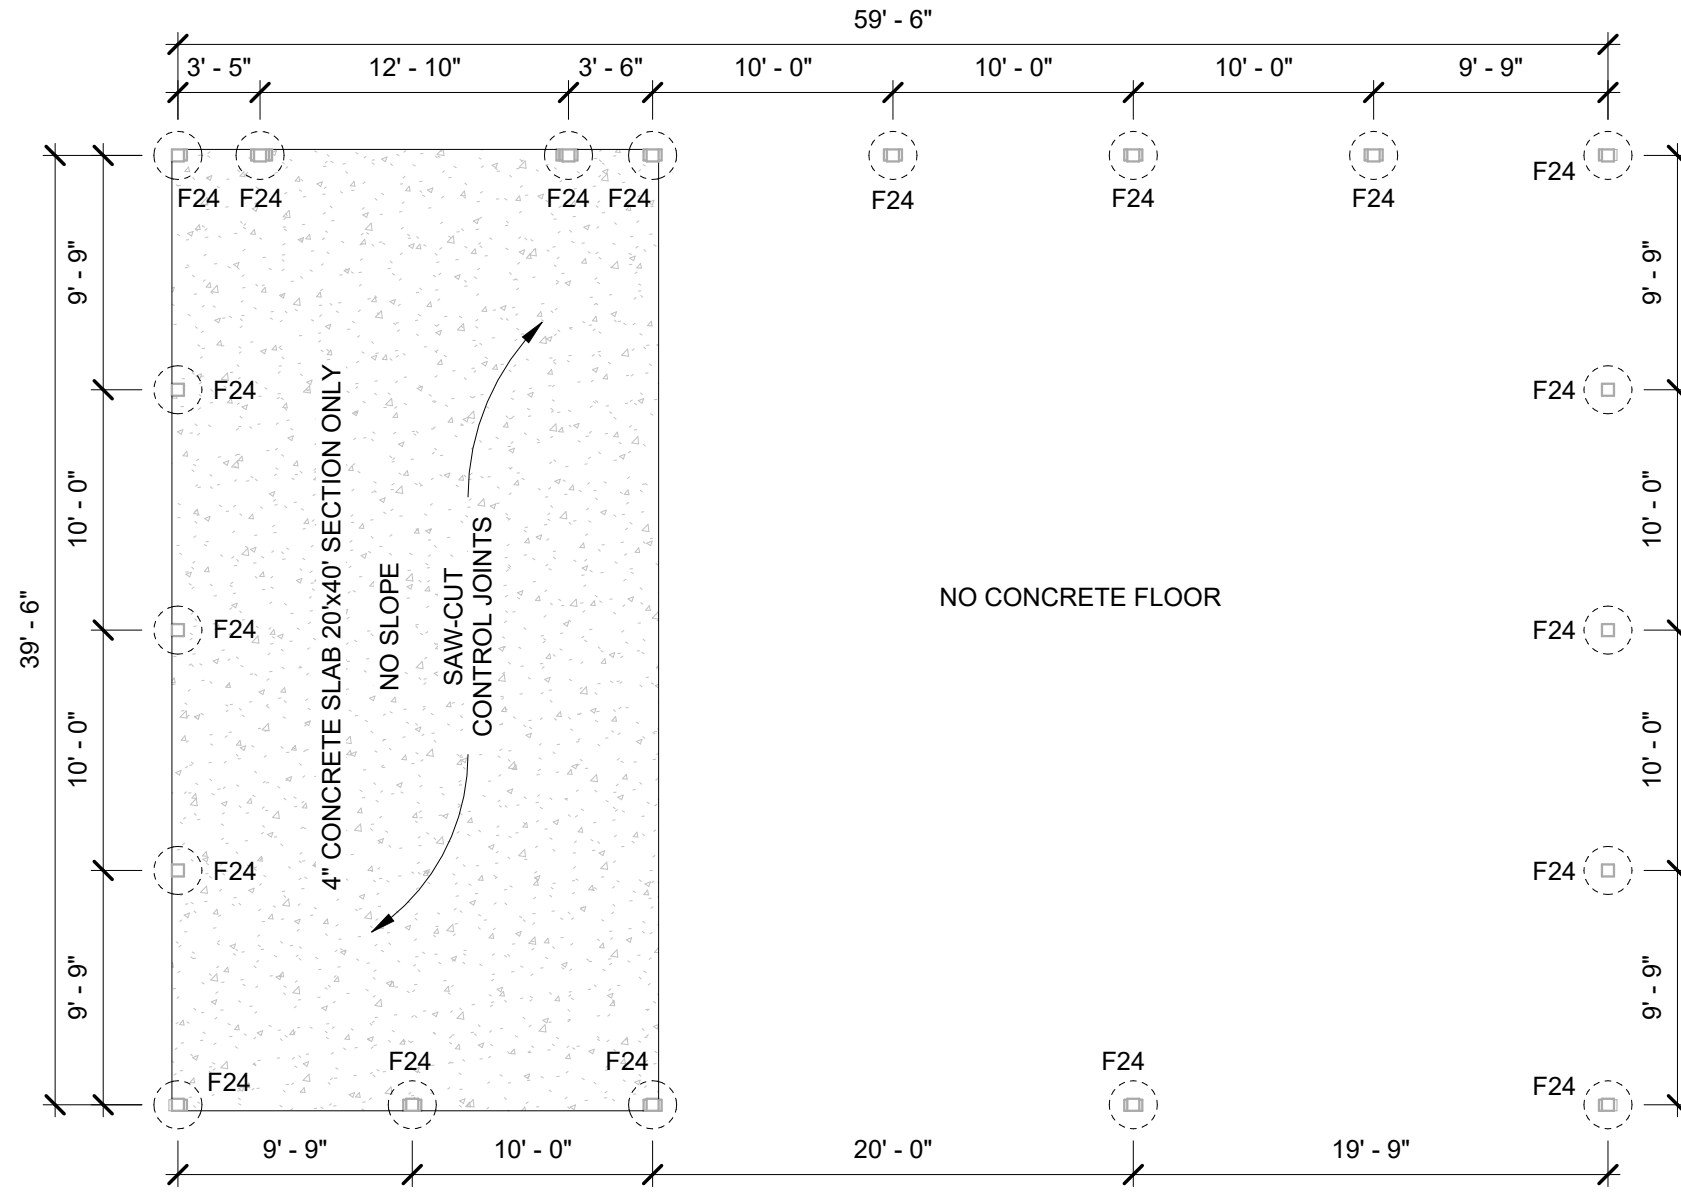 59' - 6"
3' - 5" 12' - 10" 3' - 6" 10' - 0" 10' - 0" 10' - 0" 9' - 9"
F24 F24 F24 F24 F24 F24 F24 F24
9' - 9"
9' - 9"
F24
F24
10' - 0"
10' - 0"
39' - 6"
F24
4" CONCRETE SLAB 20'x40' SECTION ONLY
NO SLOPE
SAW-CUT
CONTROL JOINTS
NO CONCRETE FLOOR
F24
10' - 0"
10' - 0"
F24
F24
9' - 9"
9' - 9"
F24 F24 F24 F24 F24
9' - 9" 10' - 0" 20' - 0" 19' - 9"